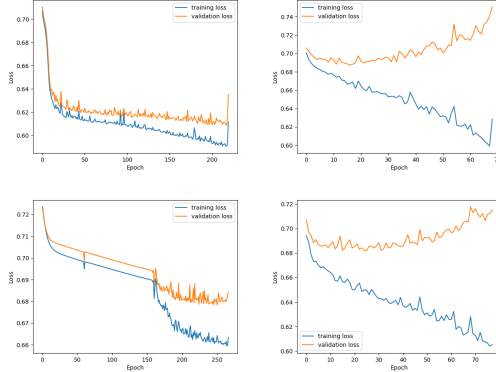 training loss
validation loss
0.70
0.68
0.66
0.64
0.62
0.60
Loss
0 50 100 150 200
Epoch
training loss
validation loss
0.74
0.72
0.70
0.68
0.66
0.64
0.62
0.60
Loss
0 10 20 30 40 50 60 70
Epoch
training loss
validation loss
0.72
0.71
0.70
0.69
0.68
0.67
0.66
Loss
0 50 100 150 200 250
Epoch
0.72
0.70
0.68
0.66
0.64
0.62
0.60
Loss
training loss
validation loss
0 10 20 30 40 50 60 70
Epoch